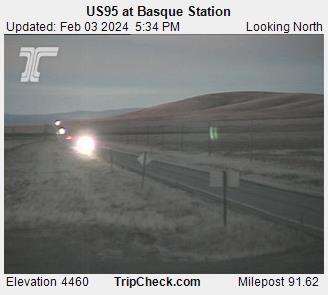 US95 at Basque Station
Updated: Feb 03 2024 5:34 PM Looking North
Elevation 4460 TripCheck.com Milepost 91.62